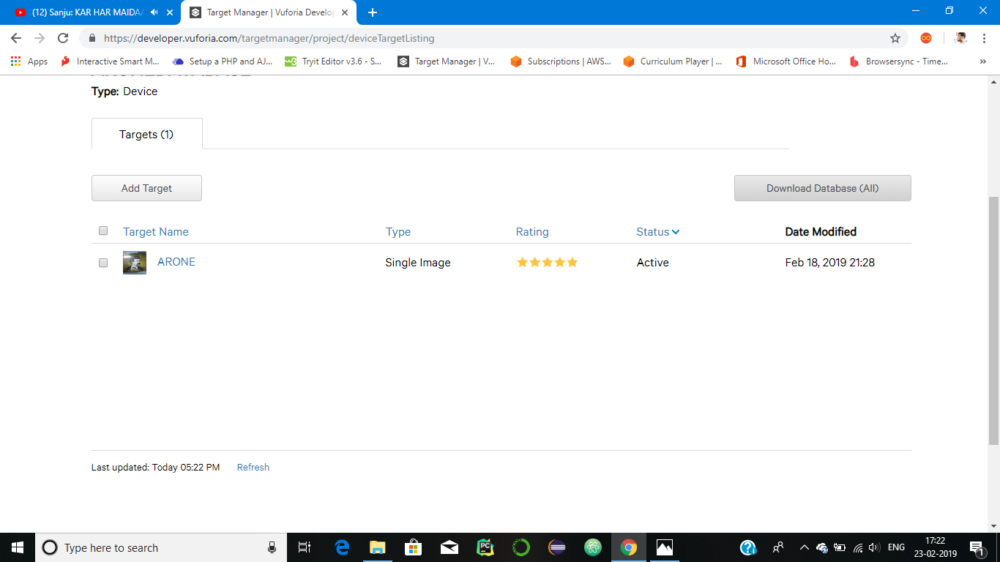 (12) Sanju: KAR HAR MAIDAA
Target Manager | Vuforia Develop
https://developer.vuforia.com/targetmanager/project/deviceTargetListing
Apps Interactive Smart M... Setup a PHP and AJ... Tryit Editor v3.6 - S... Target Manager | V... Subscriptions | AWS... Curriculum Player | ... Microsoft Office Ho... Browsersync - Time... »
Type: Device
Targets (1)
Add Target Download Database (All)
Target Name Type Rating Status Date Modified
ARONE Single Image Active Feb 18, 2019 21:28
Last updated: Today 05:22 PM Refresh
Type here to search
ENG
17:22
23-02-2019
1